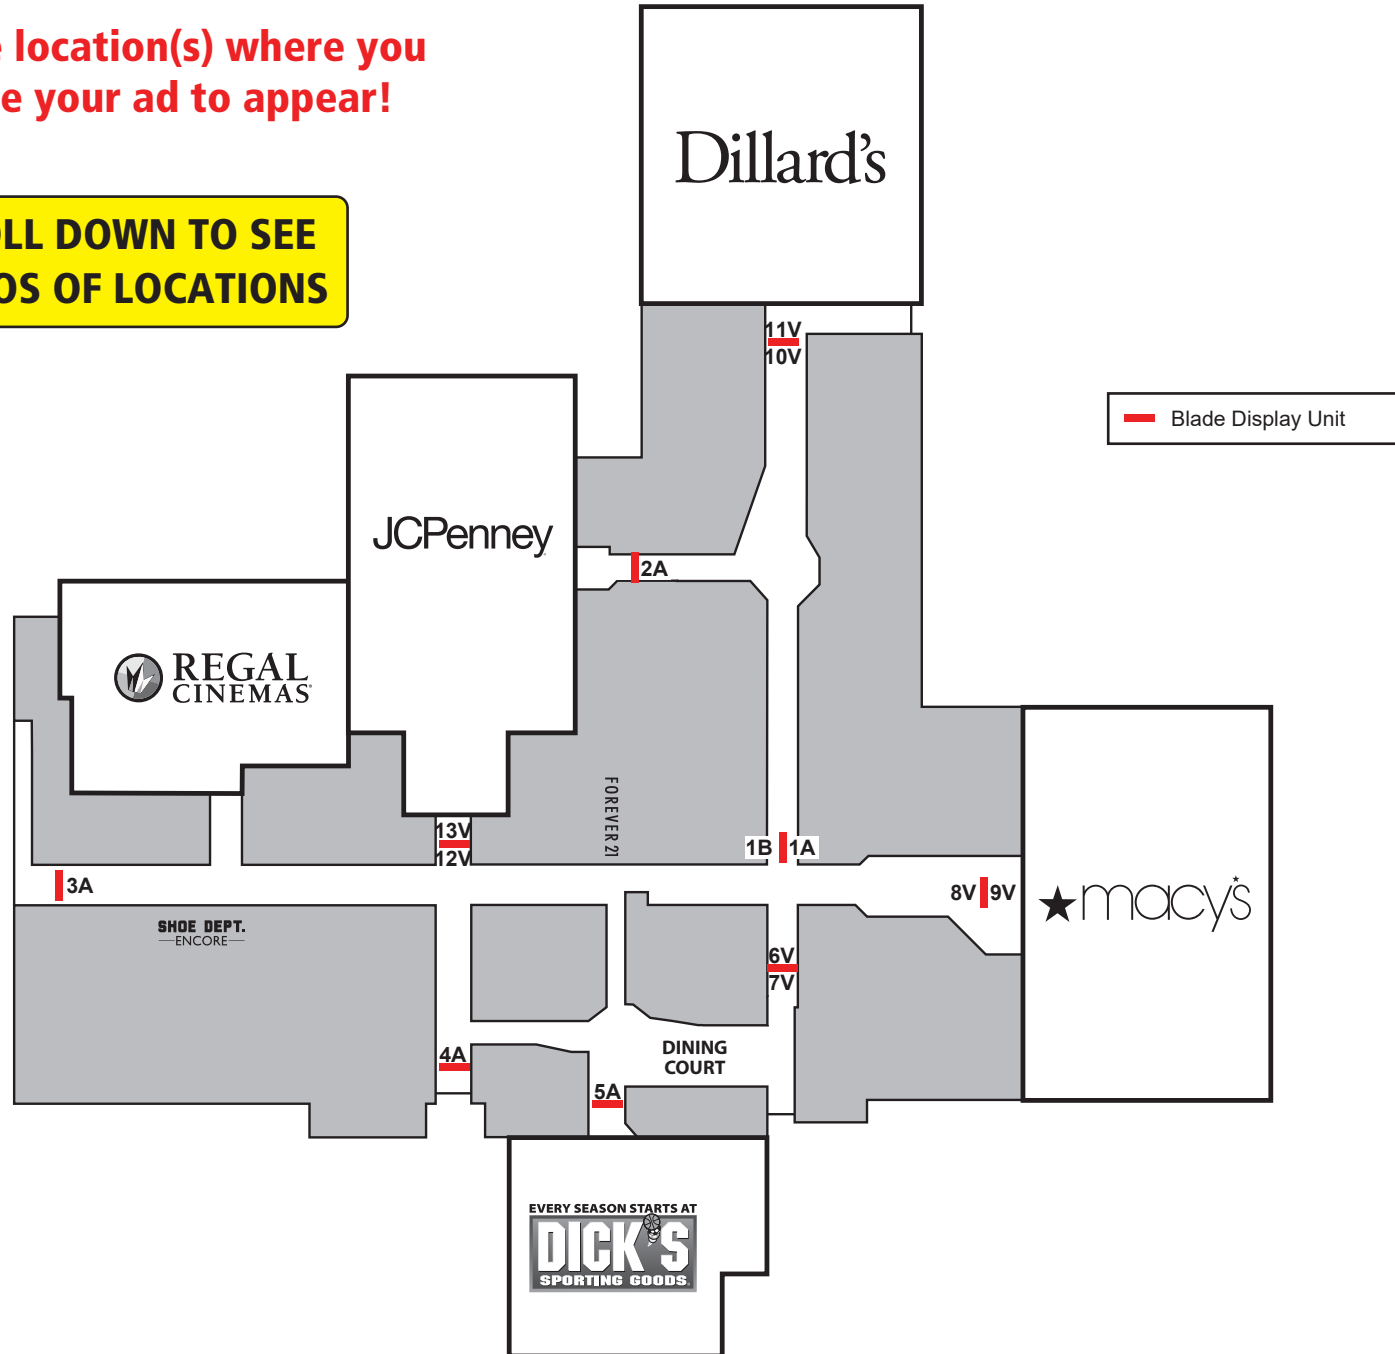 e location(s) where you
e your ad to appear!
OLL DOWN TO SEE
OS OF LOCATIONS
Dillard's
11V
10V
Blade Display Unit
JCPenney
2A
REGAL
CINEMAS
FOREVER 21
13V
12V
1B
1A
3A
8V
9V
macy's
SHOE DEPT.
ENCORE
6V
7V
4A
DINING
COURT
5A
EVERY SEASON STARTS AT
DICK'S
SPORTING GOODS